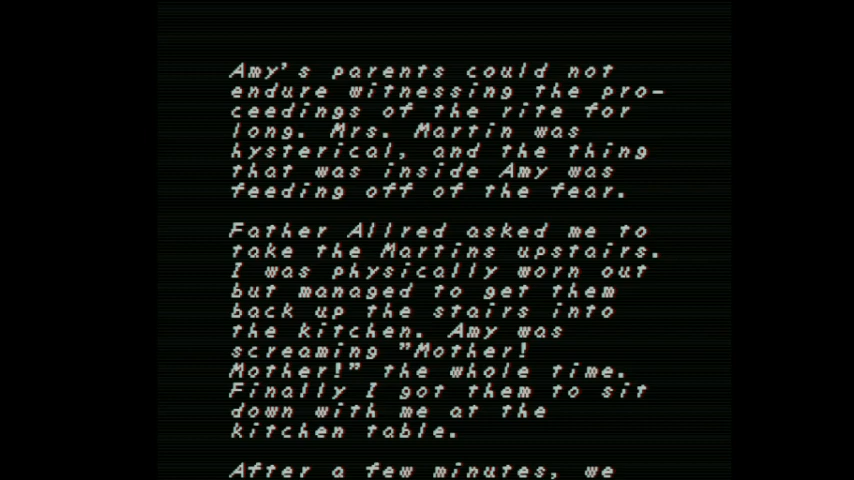 Amy's parents could not
endure witnessing the pro-
ceedings of the rite for
long. Mrs. Martin was
hysterical, and the thing
that was inside Amy was
feeding off of the fear.
Father Allred asked me to
take the Martins upstairs.
I was physically worn out
but managed to get them
back up the stairs into
the kitchen. Amy was
screaming "Mother!
Mother!" the whole time.
Finally I got them to sit
down with me at the
kitchen table.
After a few minutes, we